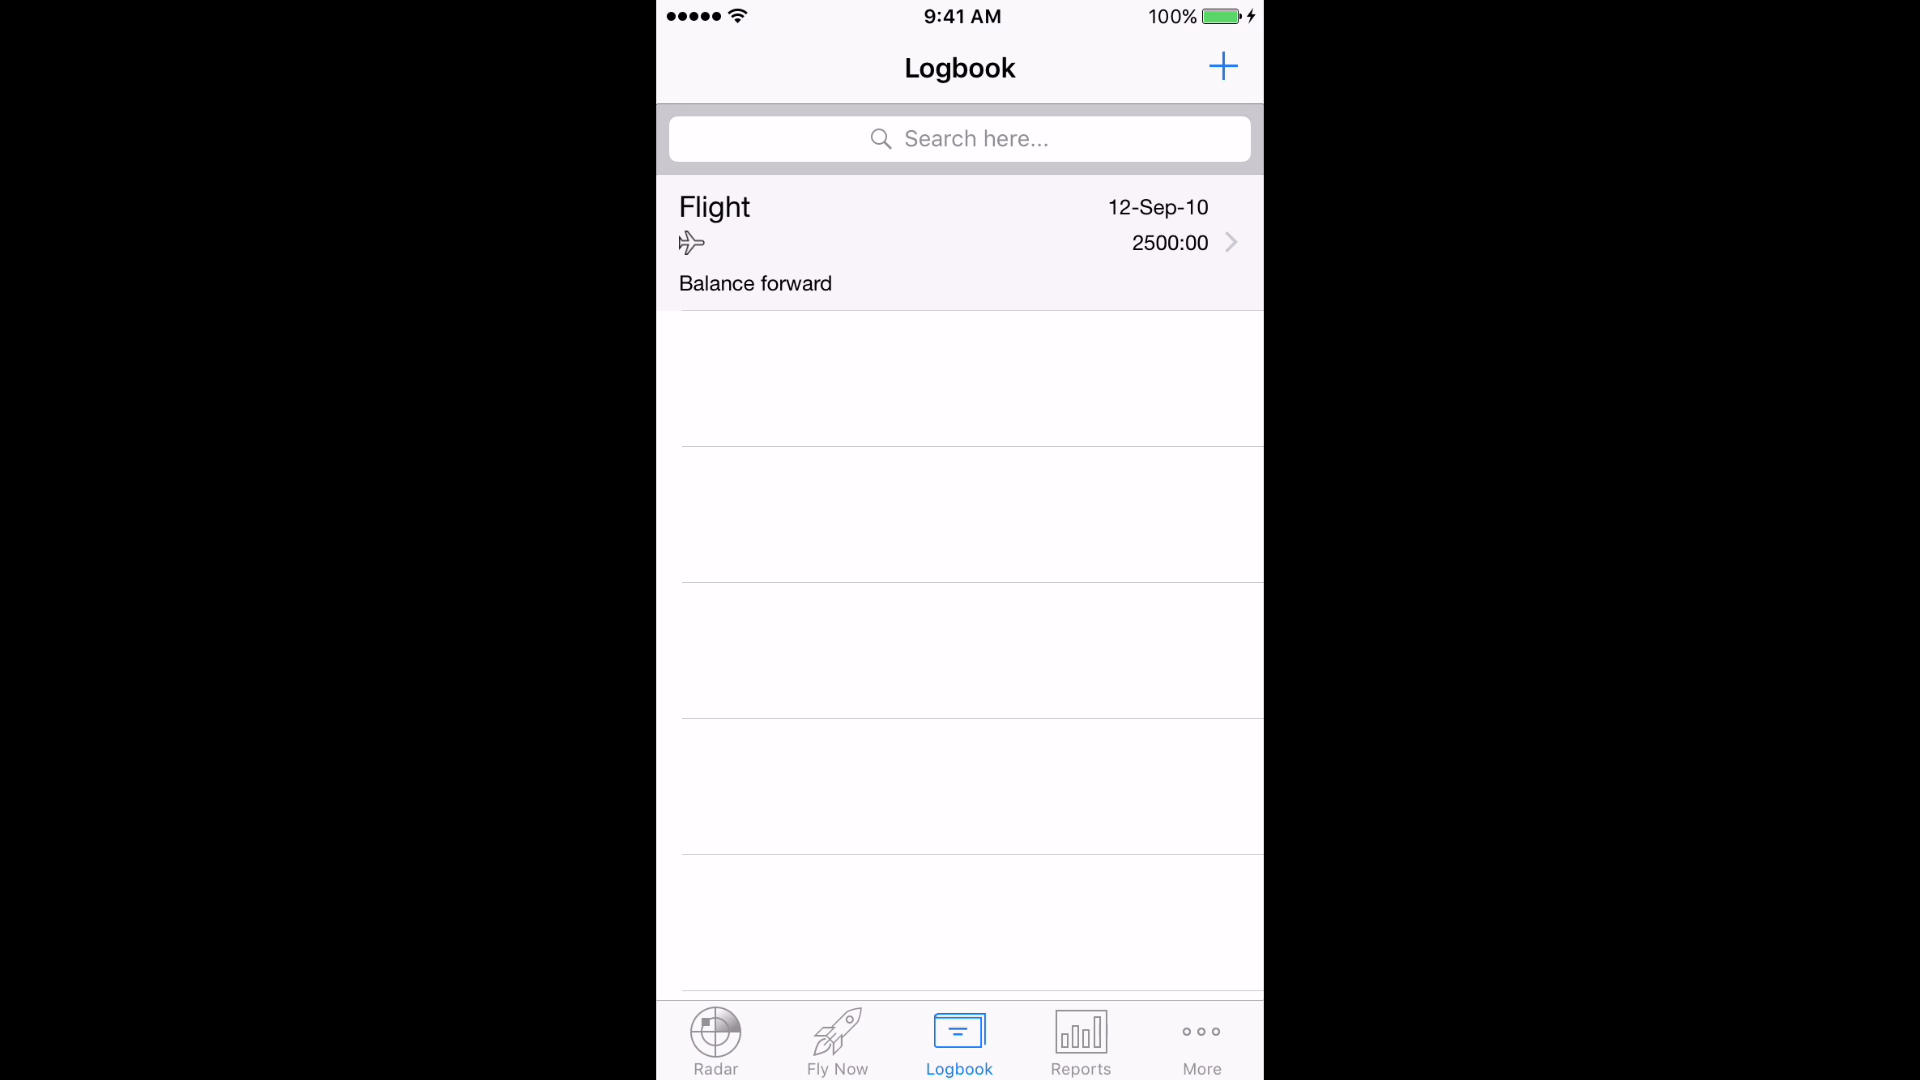 9:41 AM
100%
Logbook
Search here...
Flight
12-Sep-10
2500:00
Balance forward
Radar
Fly Now
Logbook
Reports
More